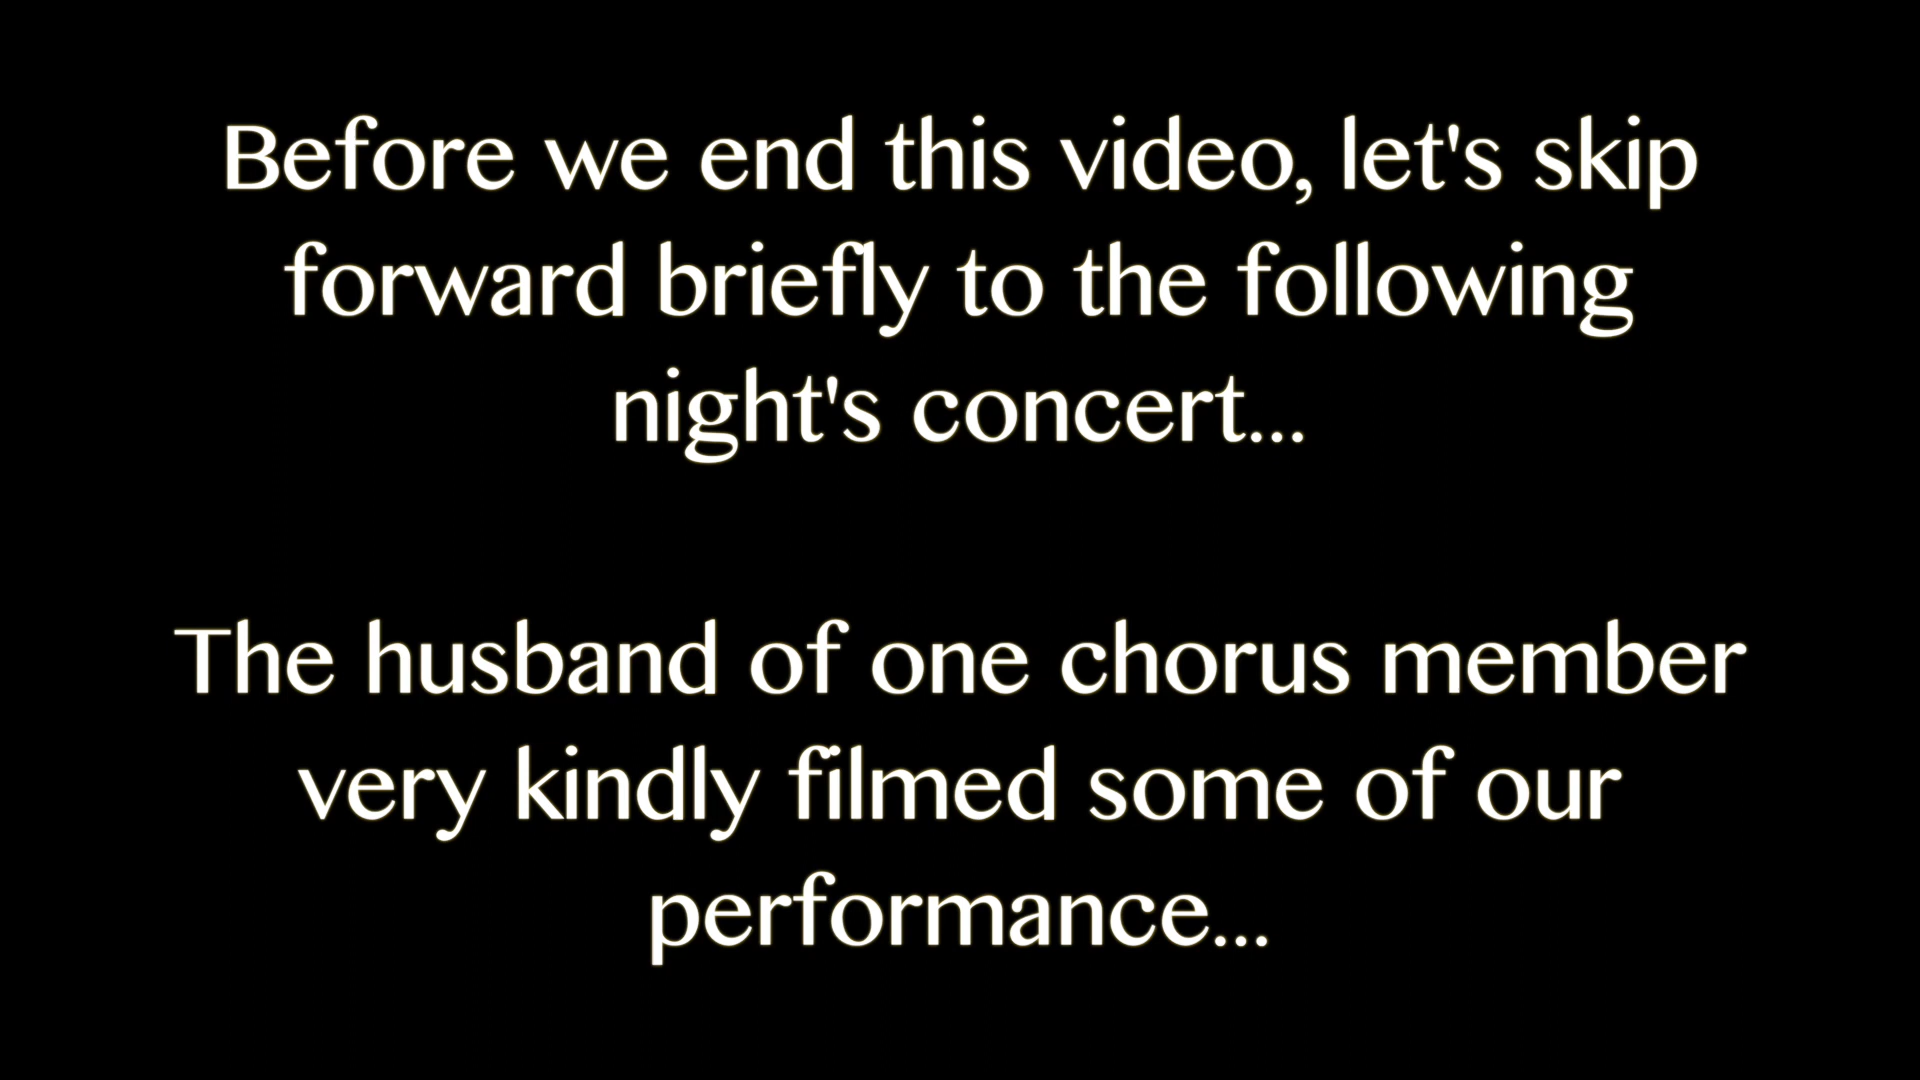 Before we end this video, let's skip
forward briefly to the following
night's concert...
The husband of one chorus member
very kindly filmed some of our
performance...